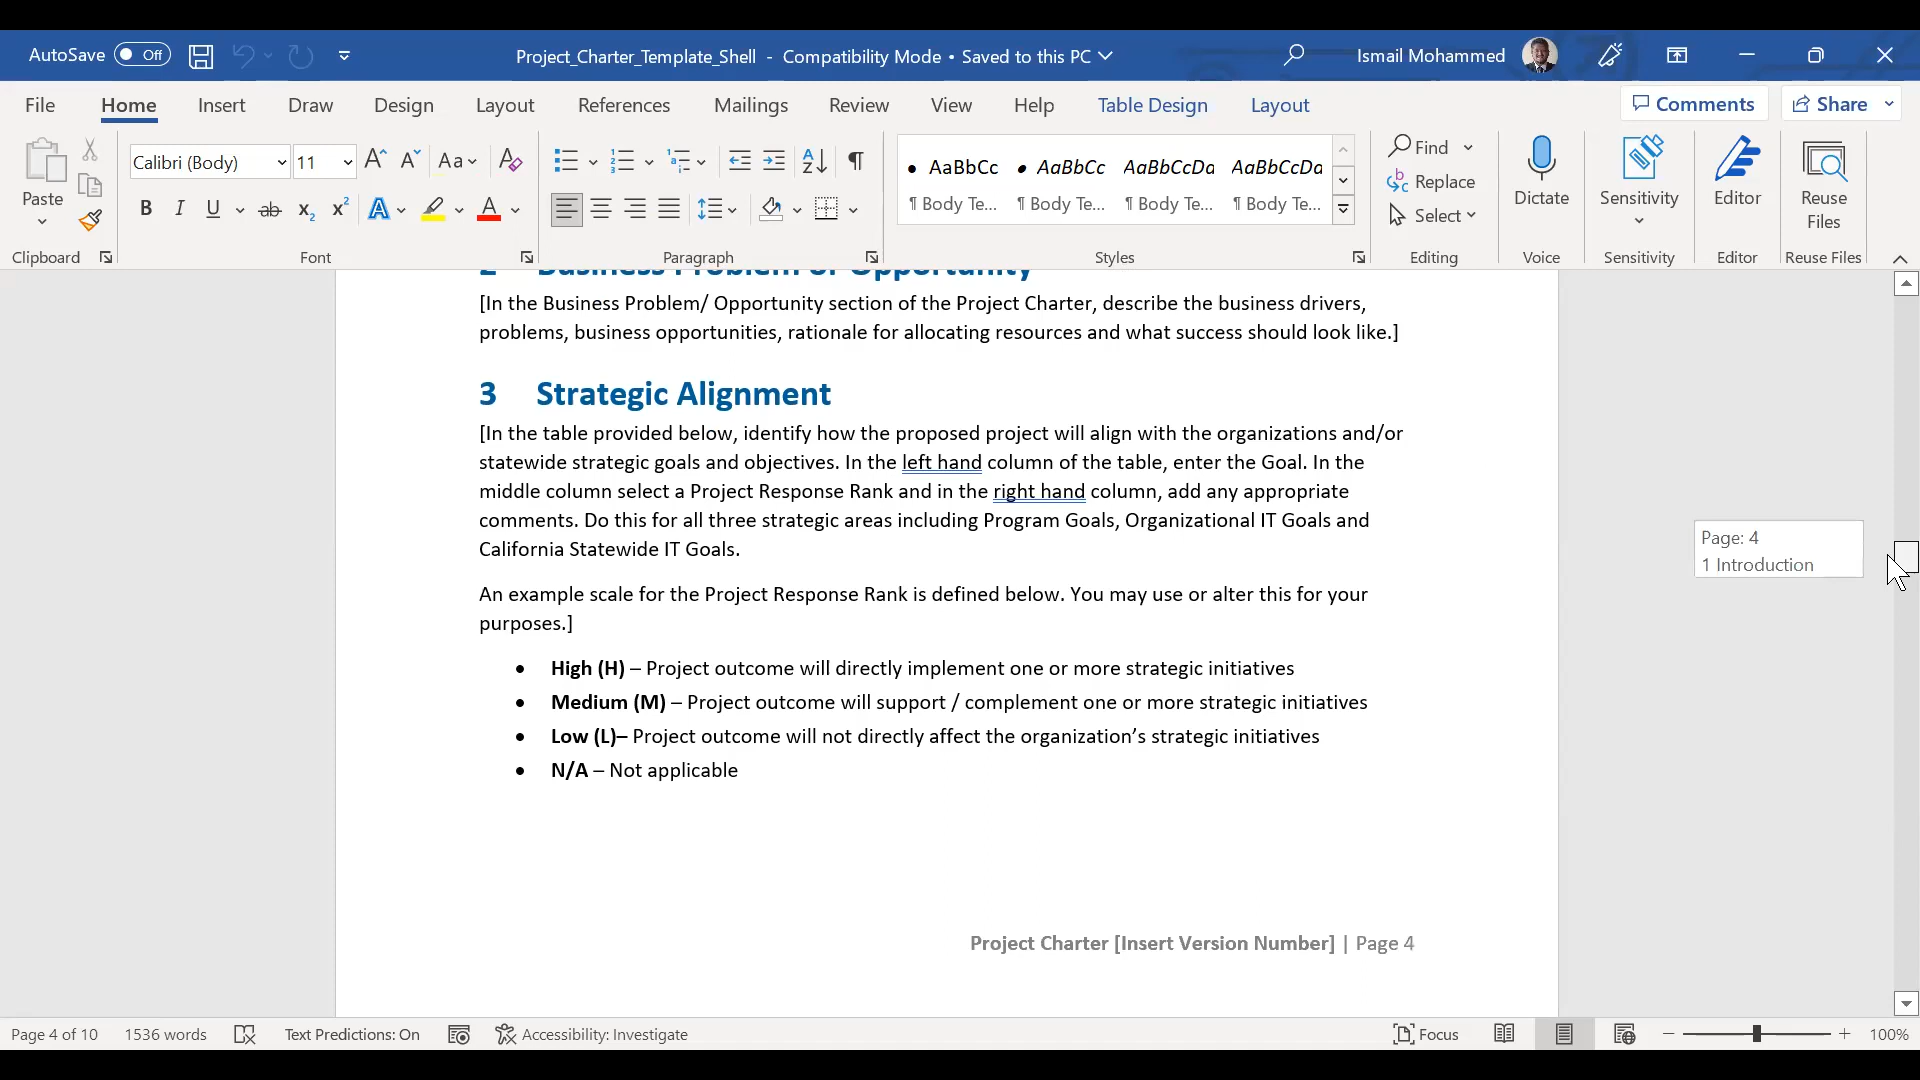 AutoSave Off Project_Charter_Template_Shell - Compatibility Mode • Saved to this PC Ismail Mohammed
File Home Insert Draw Design Layout References Mailings Review View Help Table Design Layout Comments Share
Paste
Calibri (Body) 11
Aa
AaBbCc AaBbCc AaBbCcDd AaBbCcDd
¶ Body Te... ¶ Body Te... ¶ Body Te... ¶ Body Te...
Find
Replace
Select
Dictate
Sensitivity
Editor
Reuse
Files
Clipboard Font Paragraph Styles Editing Voice Sensitivity Editor Reuse Files
2 Business Problem or Opportunity
[In the Business Problem/ Opportunity section of the Project Charter, describe the business drivers,
problems, business opportunities, rationale for allocating resources and what success should look like.]
3 Strategic Alignment
[In the table provided below, identify how the proposed project will align with the organizations and/or
statewide strategic goals and objectives. In the left hand column of the table, enter the Goal. In the
middle column select a Project Response Rank and in the right hand column, add any appropriate
comments. Do this for all three strategic areas including Program Goals, Organizational IT Goals and
California Statewide IT Goals.
An example scale for the Project Response Rank is defined below. You may use or alter this for your
purposes.]
• High (H) – Project outcome will directly implement one or more strategic initiatives
• Medium (M) – Project outcome will support / complement one or more strategic initiatives
• Low (L)– Project outcome will not directly affect the organization’s strategic initiatives
• N/A – Not applicable
Page: 4
1 Introduction
Project Charter [Insert Version Number] | Page 4
Page 4 of 10 1536 words Text Predictions: On Accessibility: Investigate Focus 100%